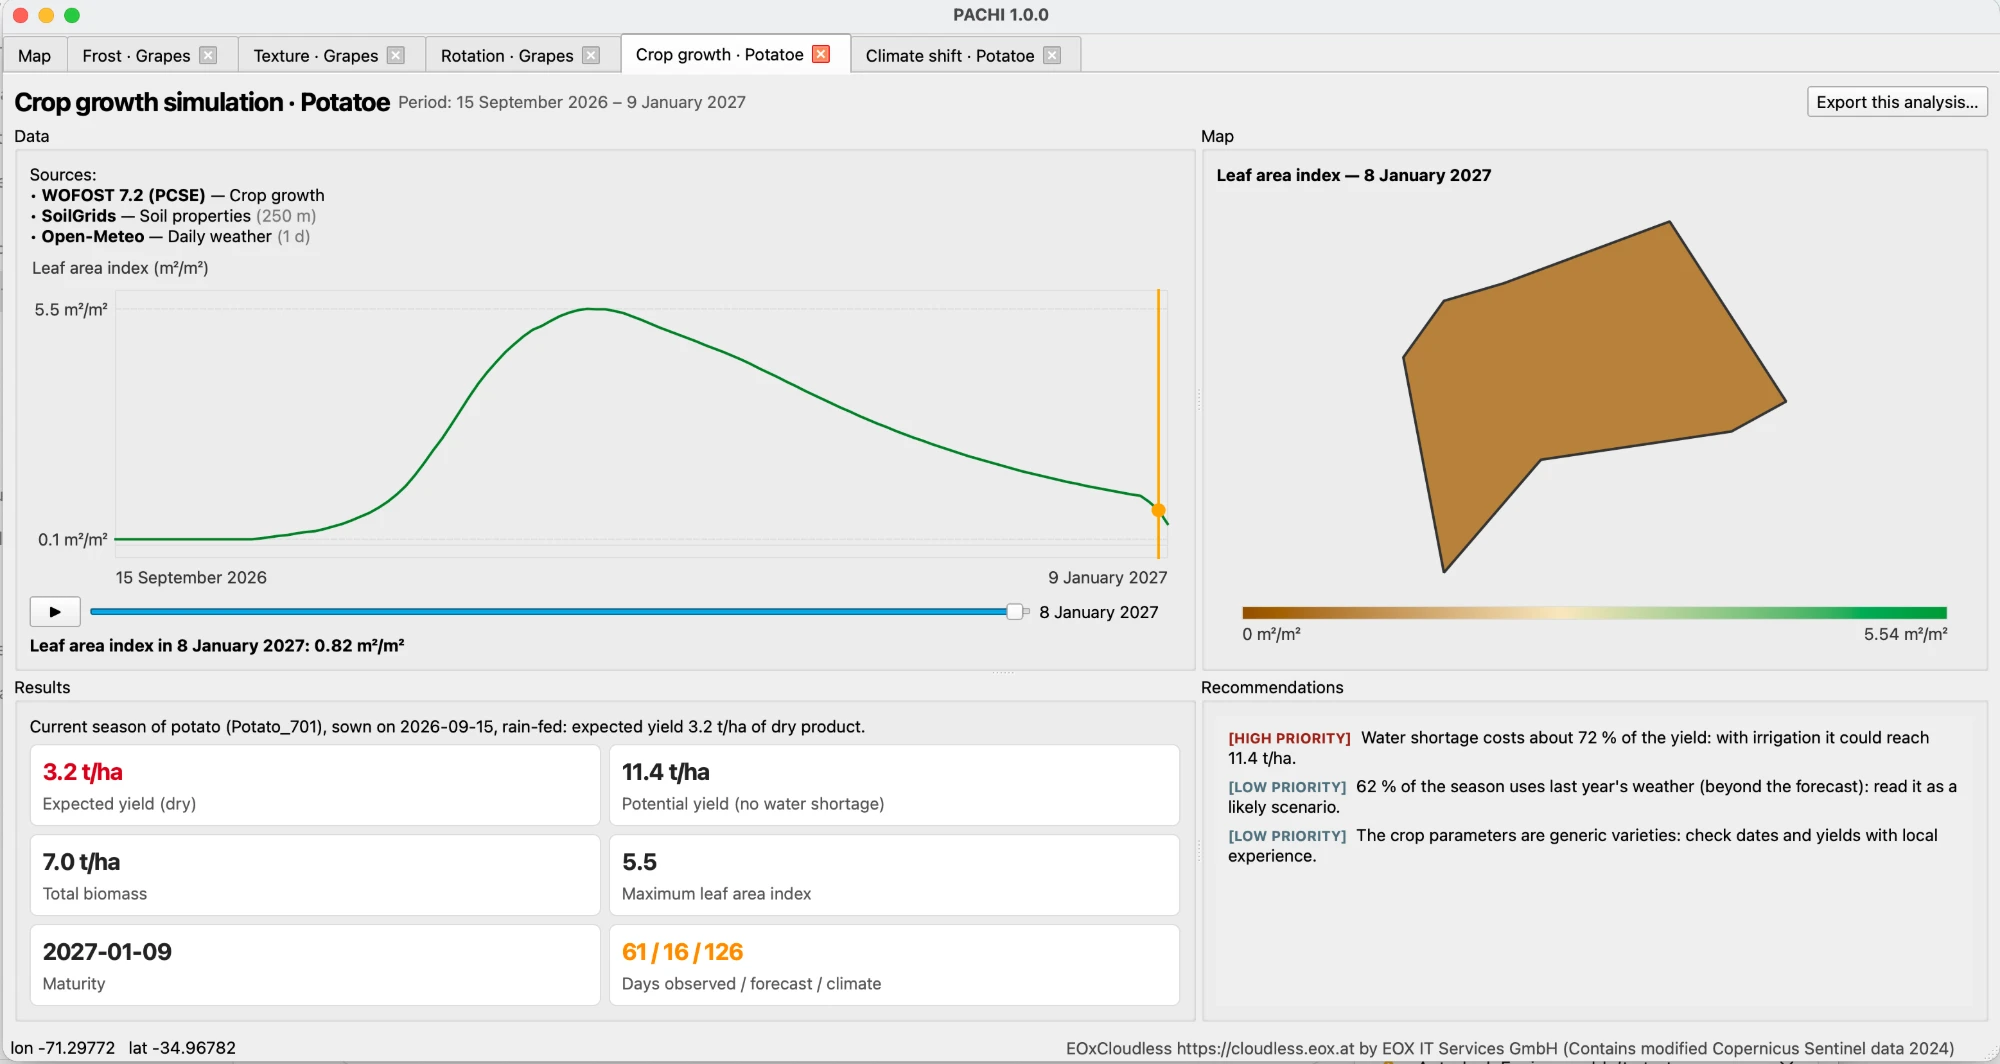 PACHI 1.0.0
Map
Frost · Grapes
Texture · Grapes
Rotation · Grapes
Crop growth · Potatoe
Climate shift · Potatoe
Crop growth simulation · Potatoe Period: 15 September 2026 – 9 January 2027
Export this analysis...
Data
Sources:
· WOFOST 7.2 (PCSE) — Crop growth
· SoilGrids — Soil properties (250 m)
· Open-Meteo — Daily weather (1 d)
Leaf area index (m²/m²)
5.5 m²/m²
0.1 m²/m²
15 September 2026
9 January 2027
8 January 2027
Leaf area index in 8 January 2027: 0.82 m²/m²
Map
Leaf area index — 8 January 2027
0 m²/m²
5.54 m²/m²
Results
Current season of potato (Potato_701), sown on 2026-09-15, rain-fed: expected yield 3.2 t/ha of dry product.
3.2 t/ha
Expected yield (dry)
11.4 t/ha
Potential yield (no water shortage)
7.0 t/ha
Total biomass
5.5
Maximum leaf area index
2027-01-09
Maturity
61 / 16 / 126
Days observed / forecast / climate
Recommendations
[HIGH PRIORITY] Water shortage costs about 72 % of the yield: with irrigation it could reach
11.4 t/ha.
[LOW PRIORITY] 62 % of the season uses last year's weather (beyond the forecast): read it as a
likely scenario.
[LOW PRIORITY] The crop parameters are generic varieties: check dates and yields with local
experience.
lon -71.29772 lat -34.96782
EOxCloudless https://cloudless.eox.at by EOX IT Services GmbH (Contains modified Copernicus Sentinel data 2024)